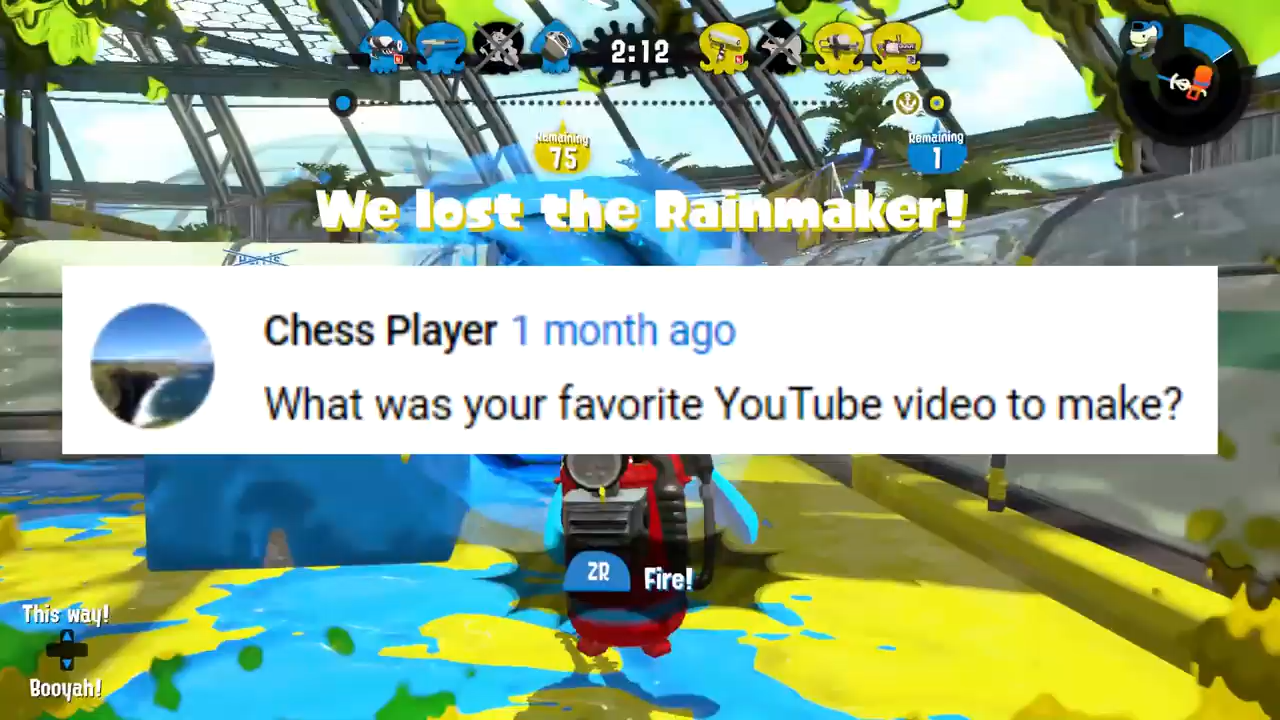 2:12
Remaining
75
Remaining
1
We lost the Rainmaker!
Chess Player 1 month ago
What was your favorite YouTube video to make?
ZR Fire!
This way!
Booyah!